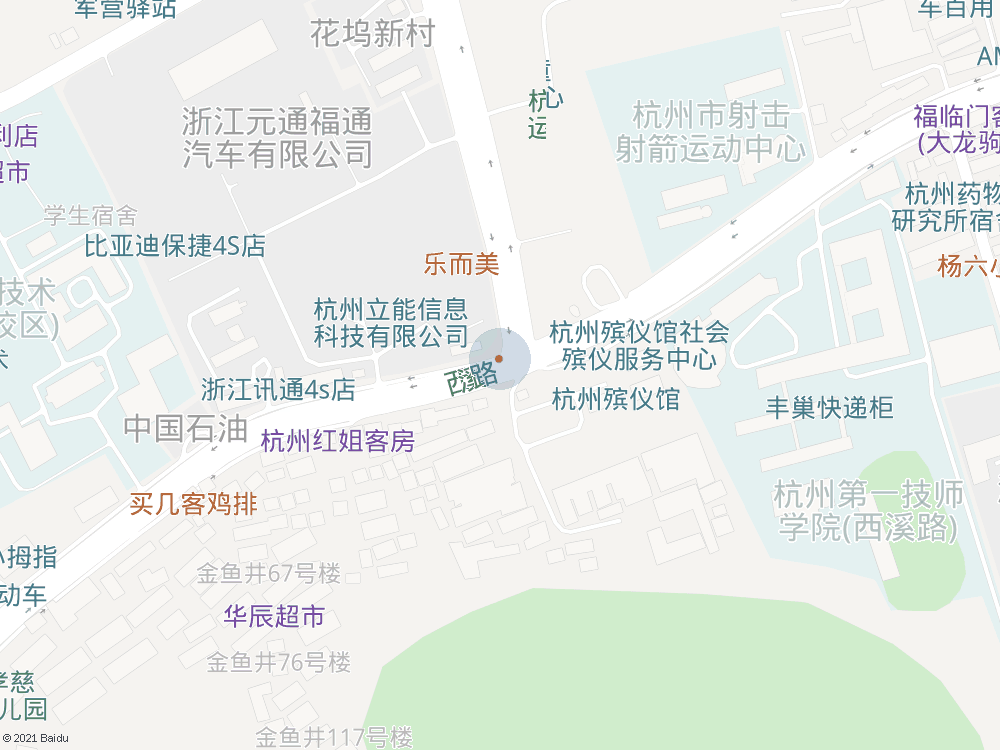 军营驿站
花坞新村
车百用
AM
童心
杭运
杭州市射击
射箭运动中心
福临门客
(大龙驹
浙江元通福通
汽车有限公司
利店
超市
学生宿舍
比亚迪保捷4S店
杭州药物
研究所宿舍
乐而美
杨六小
技术
校区)
术
杭州立能信息
科技有限公司
杭州殡仪馆社会
殡仪服务中心
西溪路
浙江讯通4s店
杭州殡仪馆
丰巢快递柜
中国石油
杭州红姐客房
买几客鸡排
杭州第一技师
学院(西溪路)
小拇指
动车
金鱼井67号楼
华辰超市
金鱼井76号楼
孝慈
儿园
金鱼井117号楼
© 2021 Baidu